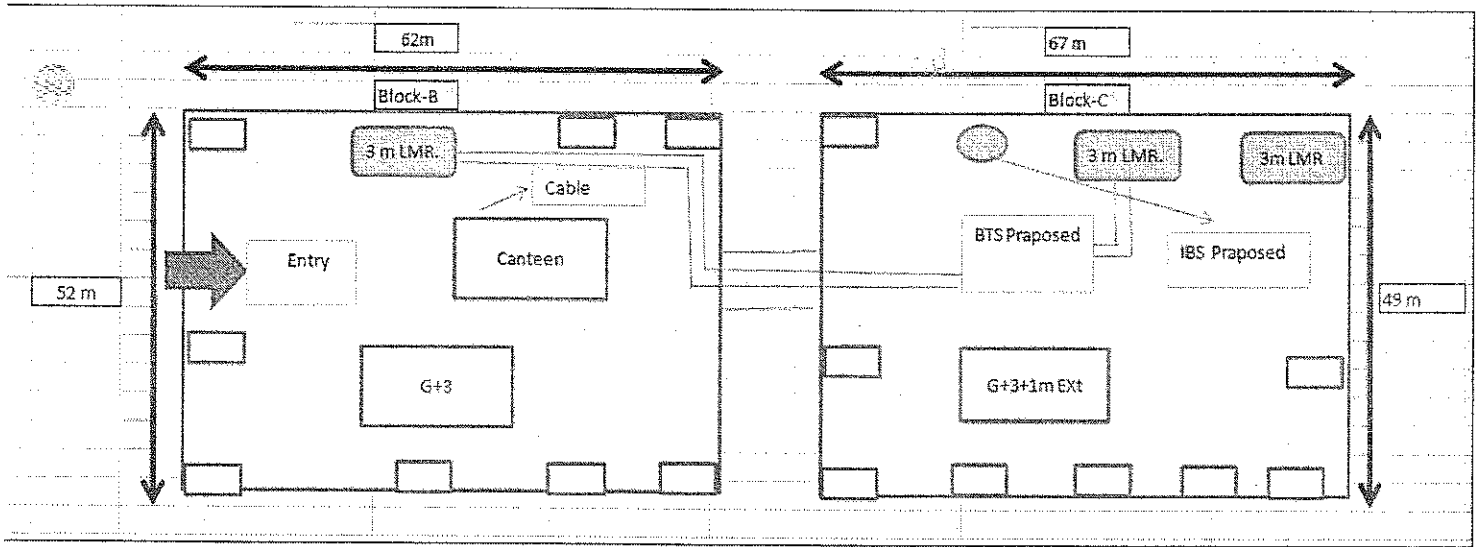 62m
67 m
Block-B
Block-C
3 m LMR.
3 m LMR.
3m LMR
Cable
BTS Praposed
IBS Praposed
Entry
Canteen
52 m
49 m
G+3
G+3+1m EXt